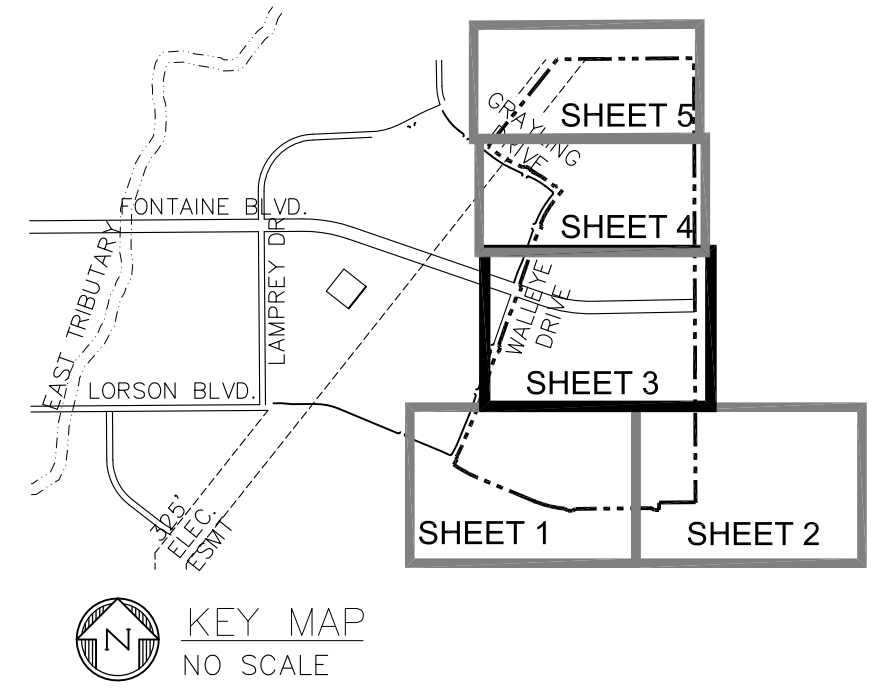 GRAYLING
DRIVE
SHEET 5
FONTAINE BLVD.
SHEET 4
EAST TRIBUTARY
LAMPREY DR
WALLEYE
DRIVE
SHEET 3
LORSON BLVD.
325'
ELEC.
ESMT
SHEET 1
SHEET 2
N
KEY MAP
NO SCALE